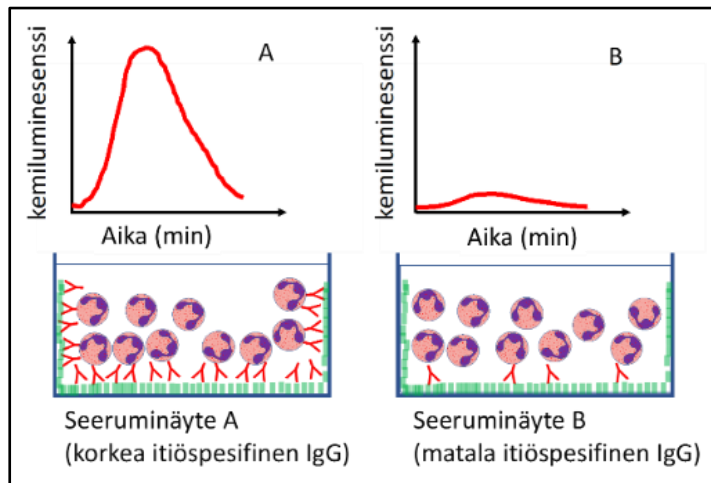 A
kemiluminesenssi
Aika (min)
B
kemiluminesenssi
Aika (min)
Seeruminäyte A
(korkea itiöspesifinen IgG)
Seeruminäyte B
(matala itiöspesifinen IgG)